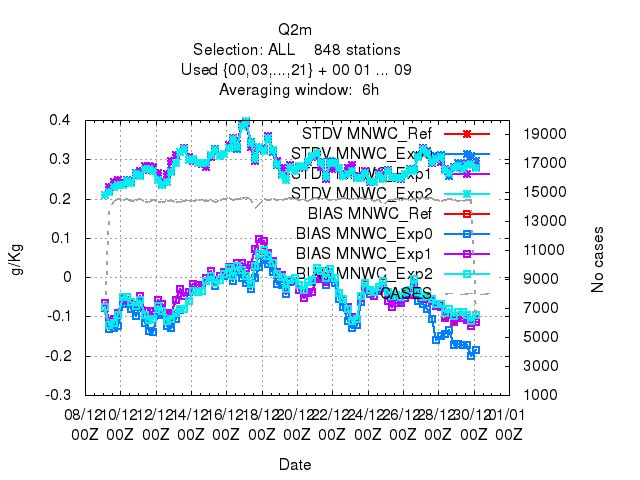 Q2m
Selection: ALL    848 stations
Used {00,03,...,21} + 00 01 ... 09
Averaging window:  6h
0.4
0.3
0.2
0.1
0
-0.1
-0.2
-0.3
g/Kg
STDV MNWC_Ref
STDV MNWC_Exp0
STDV MNWC_Exp1
STDV MNWC_Exp2
BIAS MNWC_Ref
BIAS MNWC_Exp0
BIAS MNWC_Exp1
BIAS MNWC_Exp2
CASES
19000
17000
15000
13000
11000
9000
7000
5000
3000
1000
No cases
08/12 10/12 12/12 14/12 16/12 18/12 20/12 22/12 24/12 26/12 28/12 30/12 01/01
00Z 00Z 00Z 00Z 00Z 00Z 00Z 00Z 00Z 00Z 00Z 00Z 00Z
Date